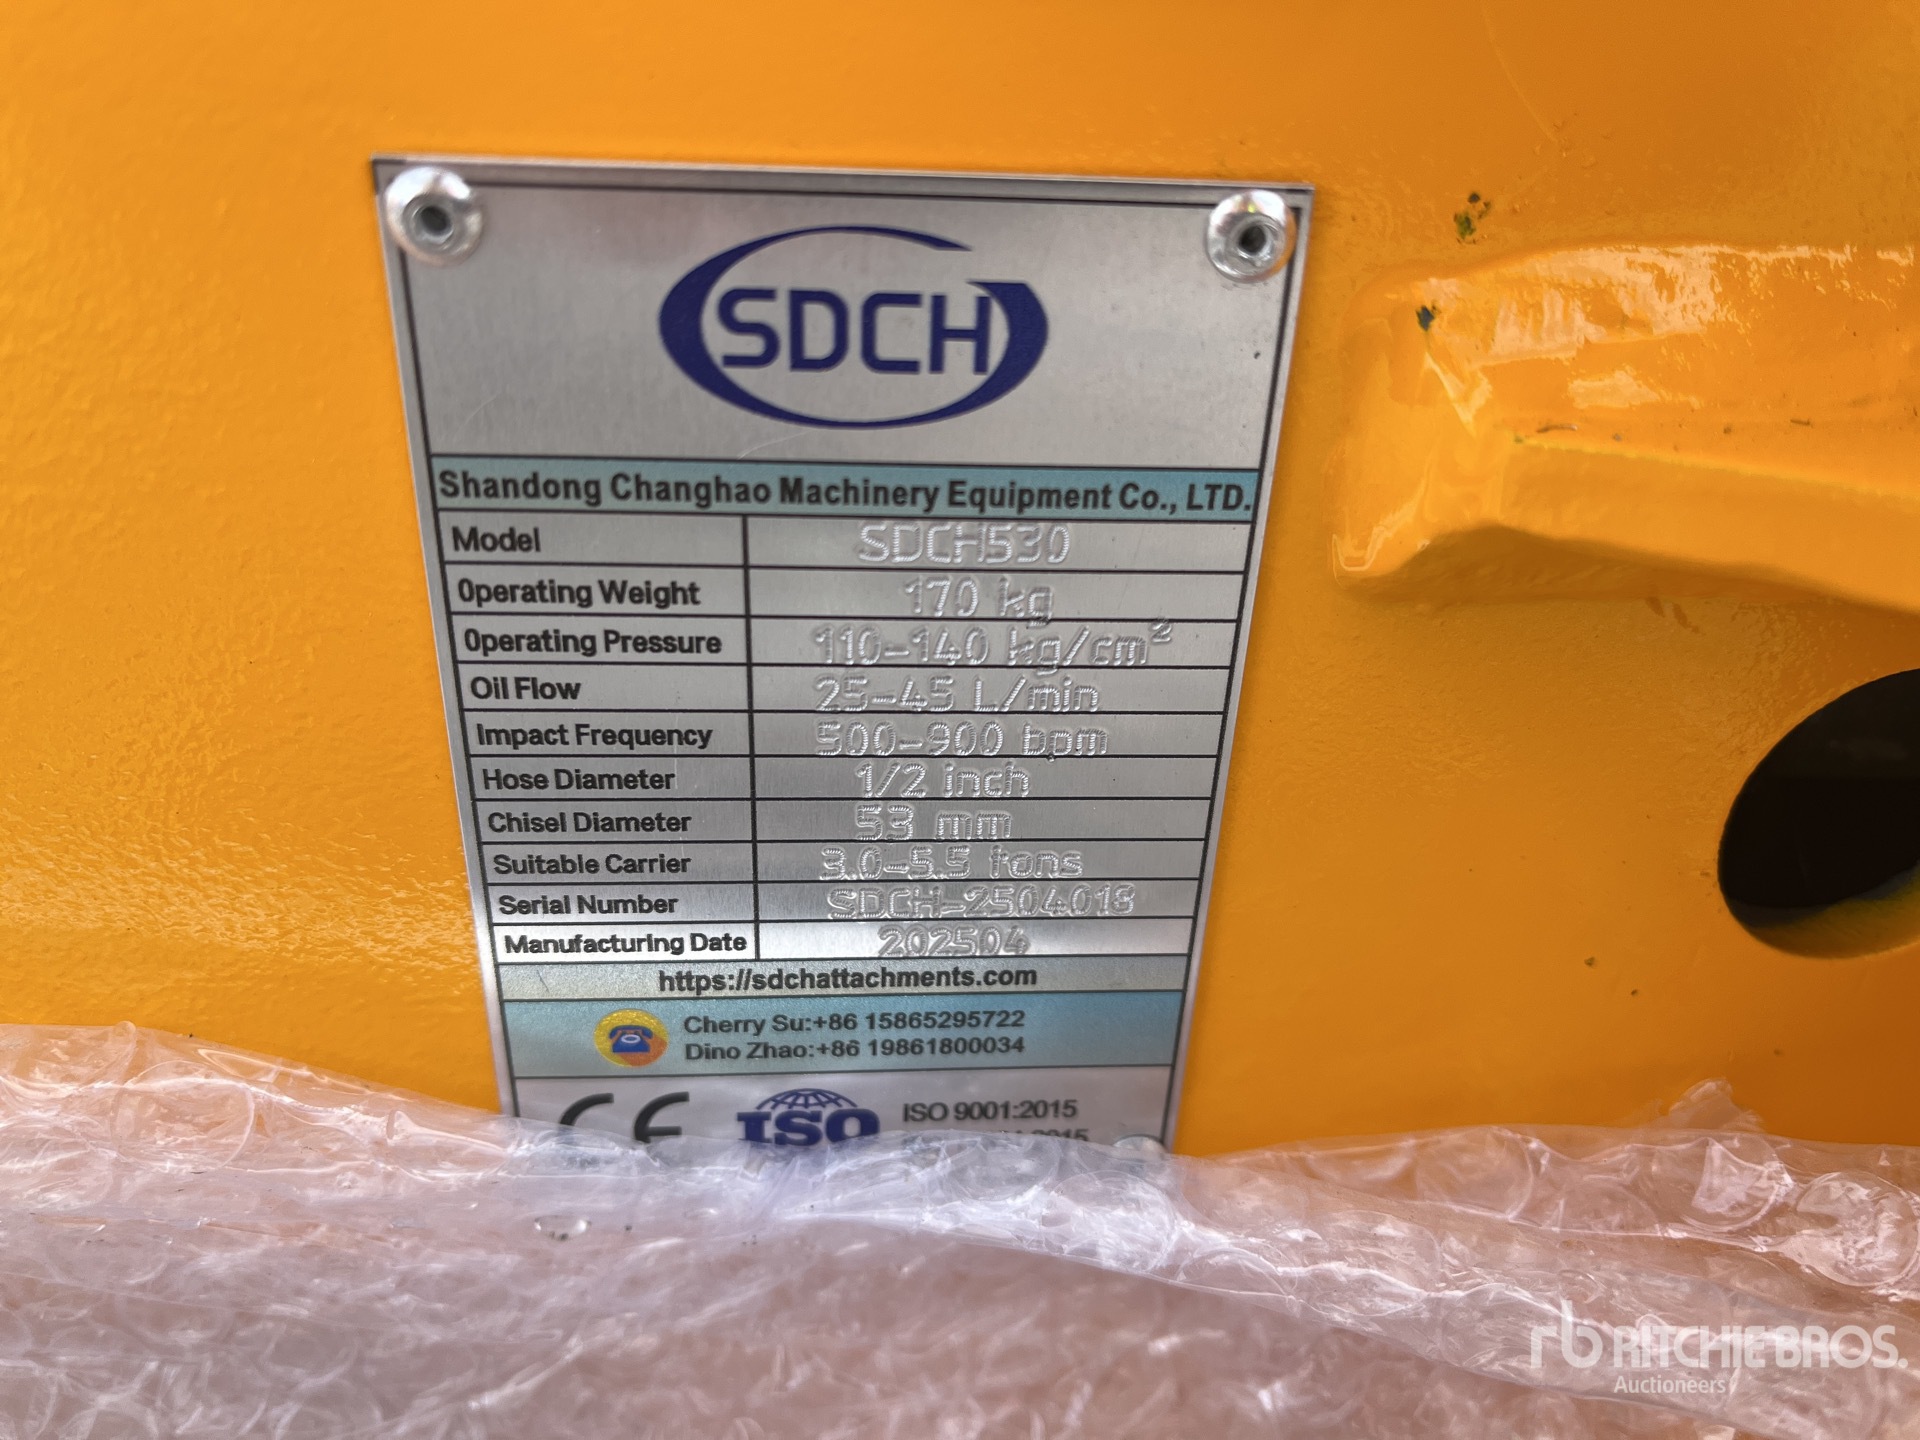 SDCH
Shandong Changhao Machinery Equipment Co., LTD.
Model SDCH530
Operating Weight 170 kg
Operating Pressure 110-140 kg/cm²
Oil Flow 25-45 L/min
Impact Frequency 500-900 bpm
Hose Diameter 1/2 inch
Chisel Diameter 53 mm
Suitable Carrier 3.0-5.5 tons
Serial Number SDCH-2504018
Manufacturing Date 202504
https://sdchattachments.com
Cherry Su:+86 15865295722
Dino Zhao:+86 19861800034
CE ISO ISO 9001:2015
rb RITCHIE BROS.
Auctioneers